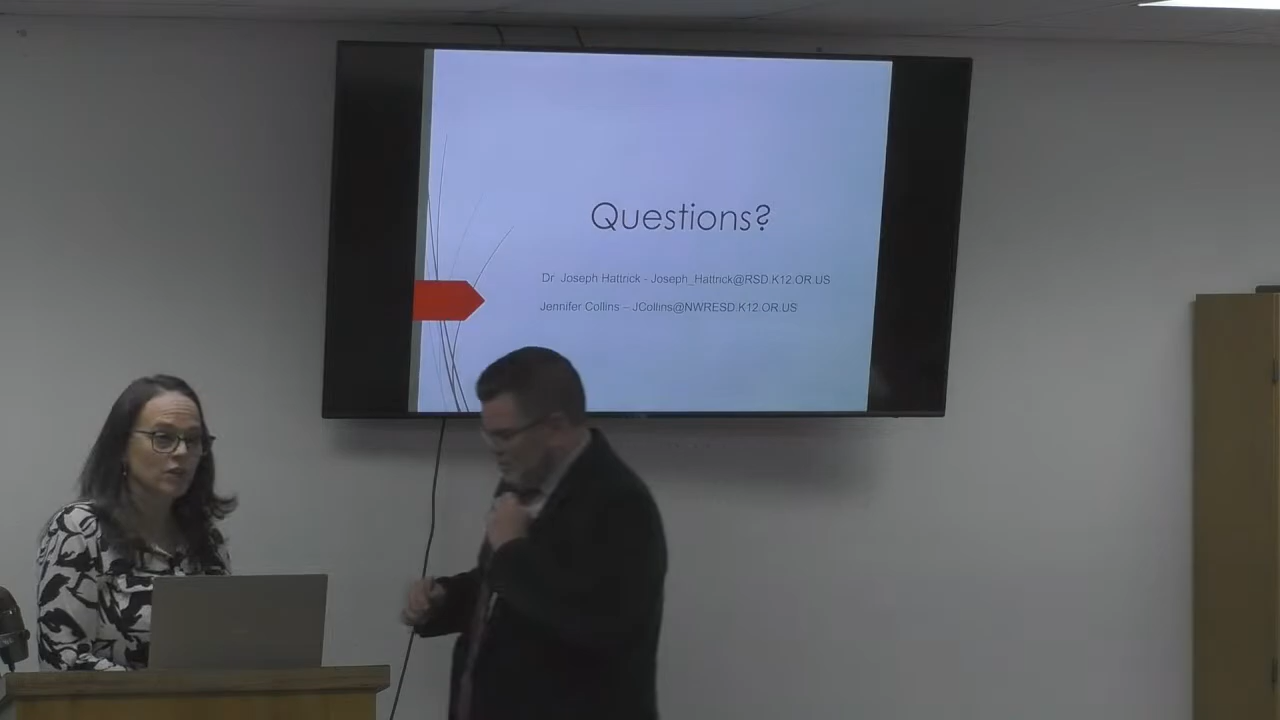 Questions?
Dr Joseph Hattrick - Joseph_Hattrick@RSD.K12.OR.US
Jennifer Collins – JCollins@NWRESD.K12.OR.US